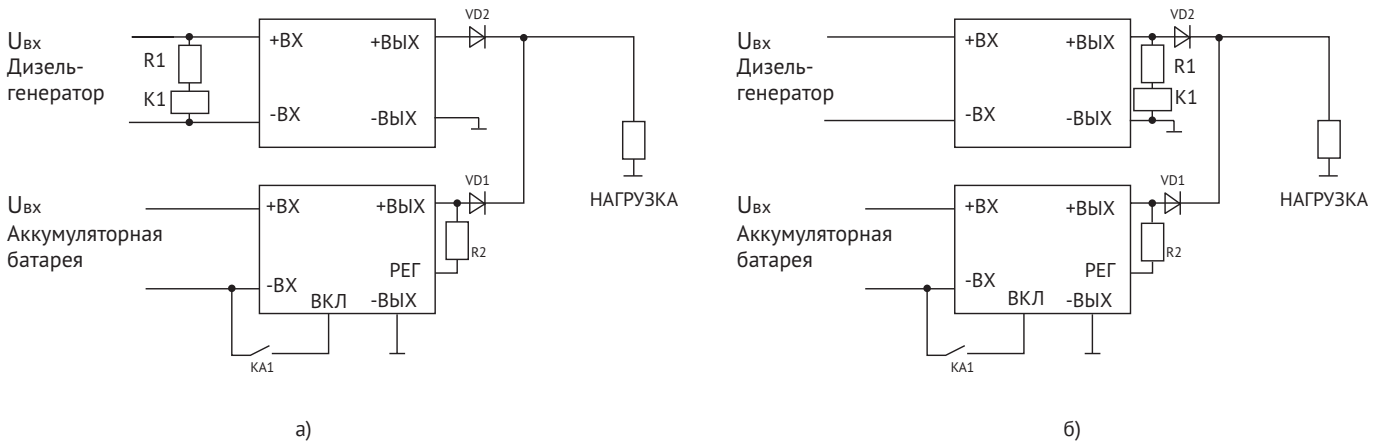 Uвх
Дизель-
генератор
R1
K1
+ВХ
-ВХ
+ВЫХ
-ВЫХ
VD2
НАГРУЗКА
Uвх
Аккумуляторная
батарея
+ВХ
-ВХ
ВКЛ
+ВЫХ
РЕГ
-ВЫХ
VD1
R2
КА1
а)
Uвх
Дизель-
генератор
+ВХ
-ВХ
+ВЫХ
-ВЫХ
VD2
R1
K1
НАГРУЗКА
Uвх
Аккумуляторная
батарея
+ВХ
-ВХ
ВКЛ
+ВЫХ
РЕГ
-ВЫХ
VD1
R2
КА1
б)